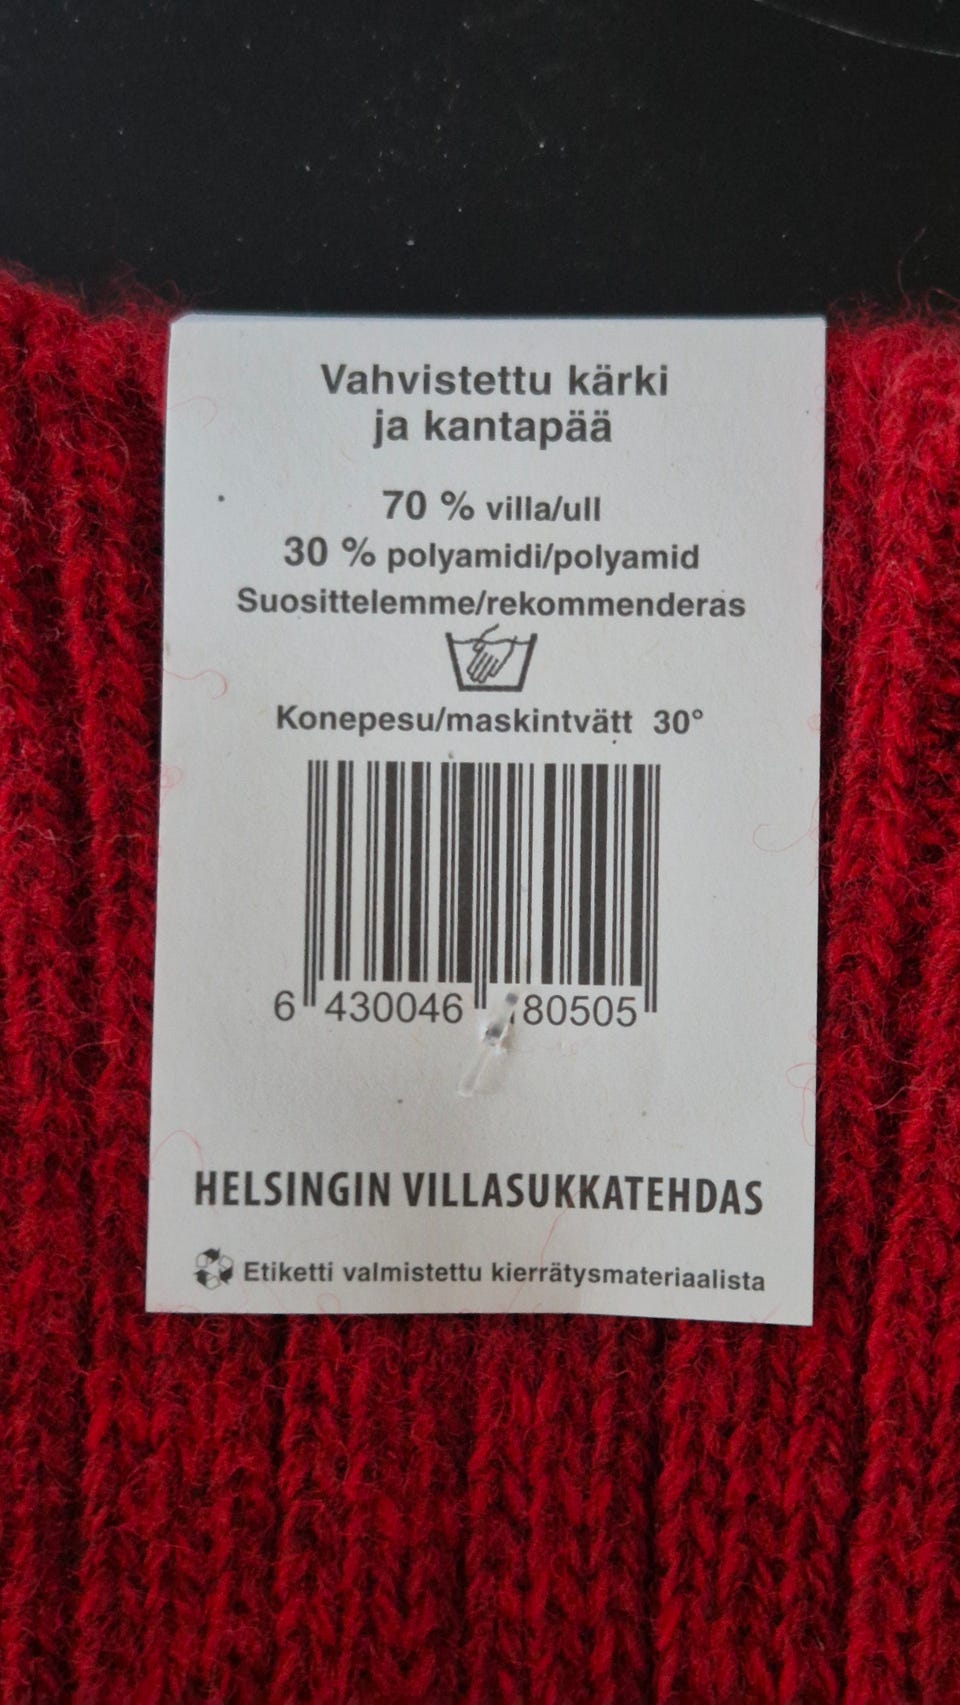 Vahvistettu kärki
ja kantapää
70 % villa/ull
30 % polyamidi/polyamid
Suosittelemme/rekommenderas
Konepesu/maskintvätt 30°
6 430046 80505
HELSINGIN VILLASUKKATEHDAS
Etiketti valmistettu kierrätysmateriaalista